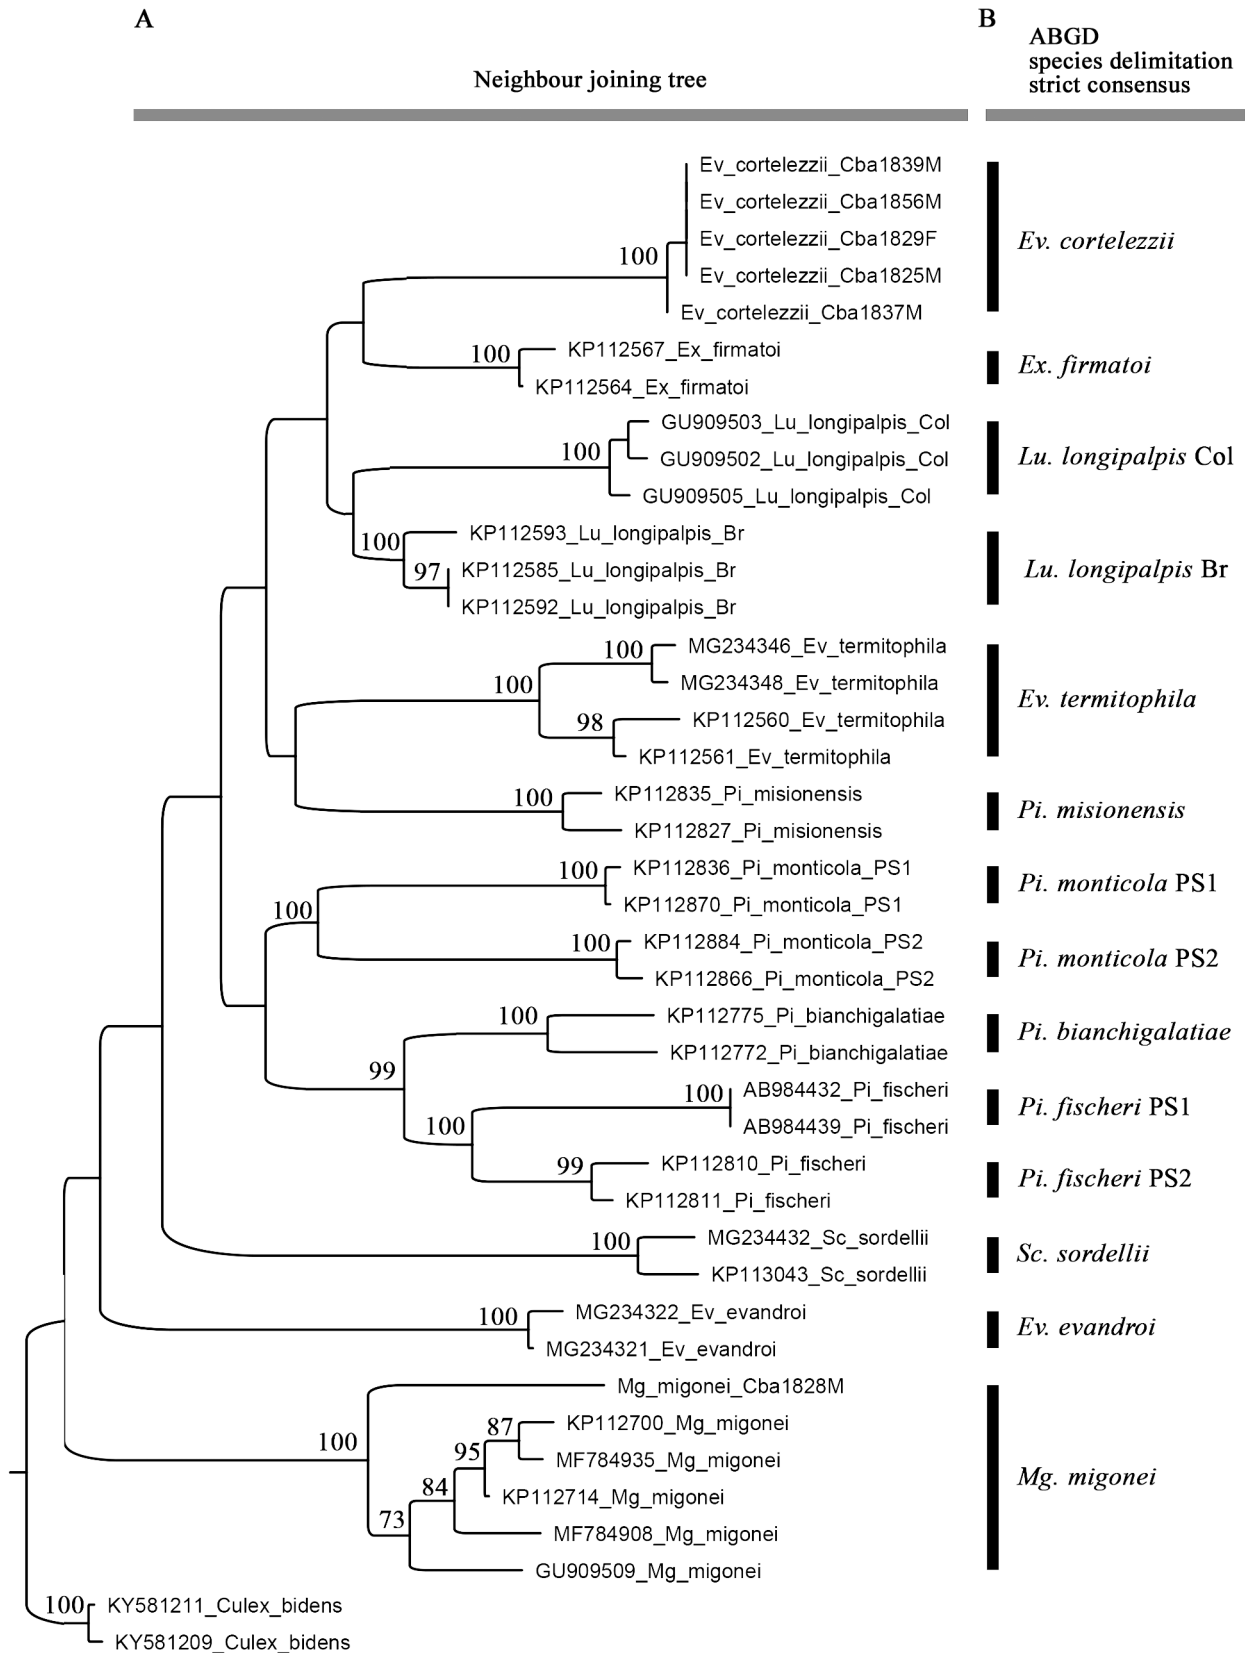 A
B
Neighbour joining tree
ABGD
species delimitation
strict consensus
Ev_cortelezzii_Cba1839M
Ev_cortelezzii_Cba1856M
Ev_cortelezzii_Cba1829F
Ev. cortelezzii
100
Ev_cortelezzii_Cba1825M
Ev_cortelezzii_Cba1837M
100
KP112567_Ex_firmatoi
Ex. firmatoi
KP112564_Ex_firmatoi
GU909503_Lu_longipalpis_Col
100
GU909502_Lu_longipalpis_Col
Lu. longipalpis Col
GU909505_Lu_longipalpis_Col
100
KP112593_Lu_longipalpis_Br
97
KP112585_Lu_longipalpis_Br
Lu. longipalpis Br
KP112592_Lu_longipalpis_Br
100
MG234346_Ev_termitophila
100
MG234348_Ev_termitophila
Ev. termitophila
98
KP112560_Ev_termitophila
KP112561_Ev_termitophila
100
KP112835_Pi_misionensis
Pi. misionensis
KP112827_Pi_misionensis
100
KP112836_Pi_monticola_PS1
Pi. monticola PS1
100
KP112870_Pi_monticola_PS1
100
KP112884_Pi_monticola_PS2
Pi. monticola PS2
KP112866_Pi_monticola_PS2
100
KP112775_Pi_bianchigalatiae
Pi. bianchigalatiae
KP112772_Pi_bianchigalatiae
99
100
AB984432_Pi_fischeri
Pi. fischeri PS1
100
AB984439_Pi_fischeri
99
KP112810_Pi_fischeri
Pi. fischeri PS2
KP112811_Pi_fischeri
100
MG234432_Sc_sordellii
Sc. sordellii
KP113043_Sc_sordellii
100
MG234322_Ev_evandroi
Ev. evandroi
MG234321_Ev_evandroi
Mg_migonei_Cba1828M
87
KP112700_Mg_migonei
100
95
MF784935_Mg_migonei
Mg. migonei
84
KP112714_Mg_migonei
73
MF784908_Mg_migonei
GU909509_Mg_migonei
100
KY581211_Culex_bidens
KY581209_Culex_bidens